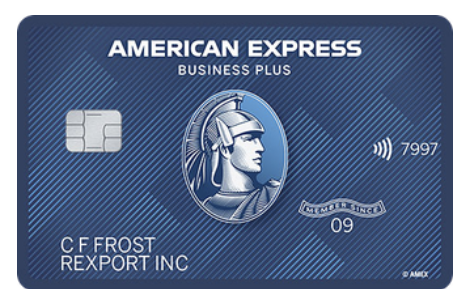 AMERICAN EXPRESS
BUSINESS PLUS
7997
MEMBER SINCE
09
C F FROST
REXPORT INC
© AMEX